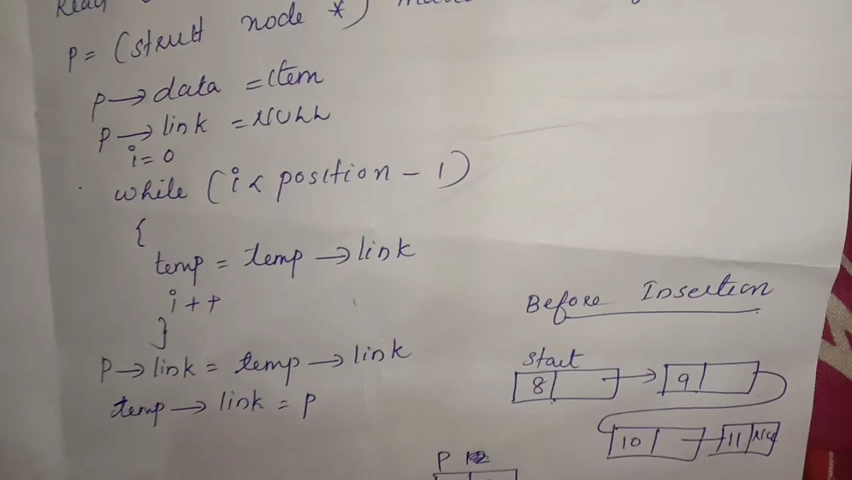 Read
P = (struct node *)
P → data = item
P → link = NULL
i = 0
while (i < position - 1)
{
temp = temp → link
i++
}
P → link = temp → link
temp → link = P
Before Insertion
start
8 → 9
10 → 11
P